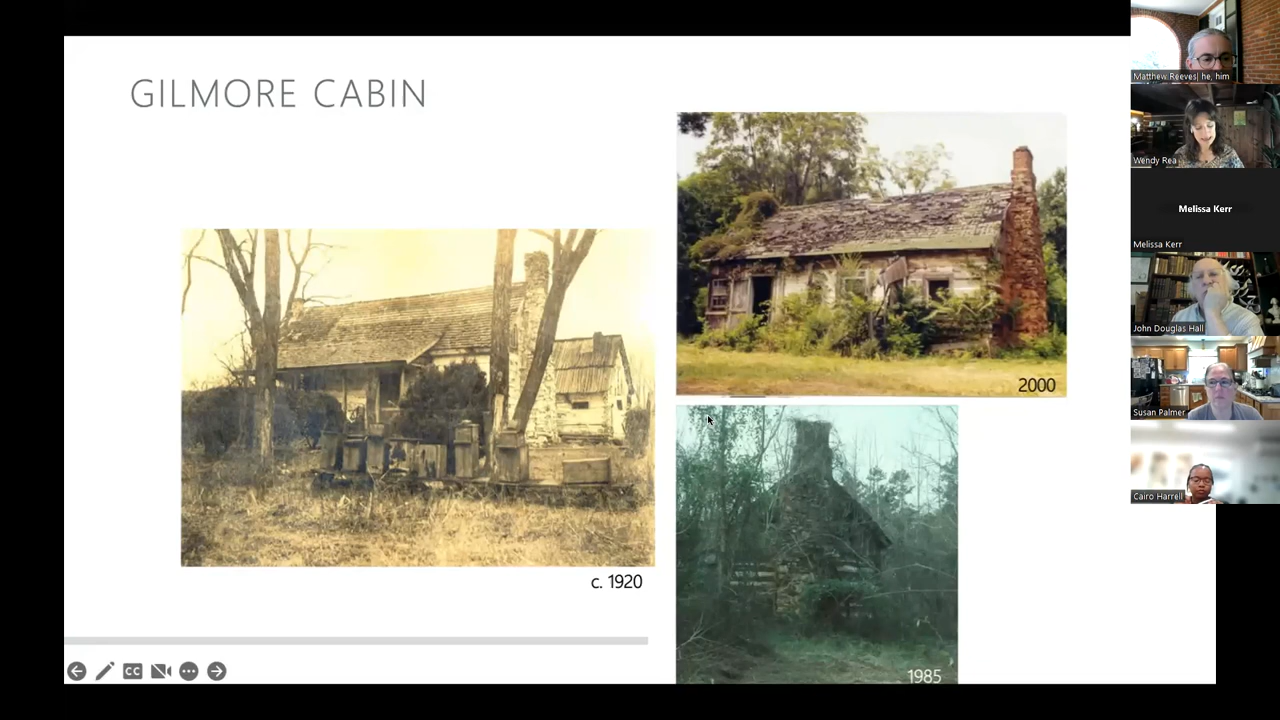 GILMORE CABIN
2000
c. 1920
1985
CC
Matthew Reeves| he, him
Wendy Rea
Melissa Kerr
Melissa Kerr
John Douglas Hall
Susan Palmer
Cairo Harrell